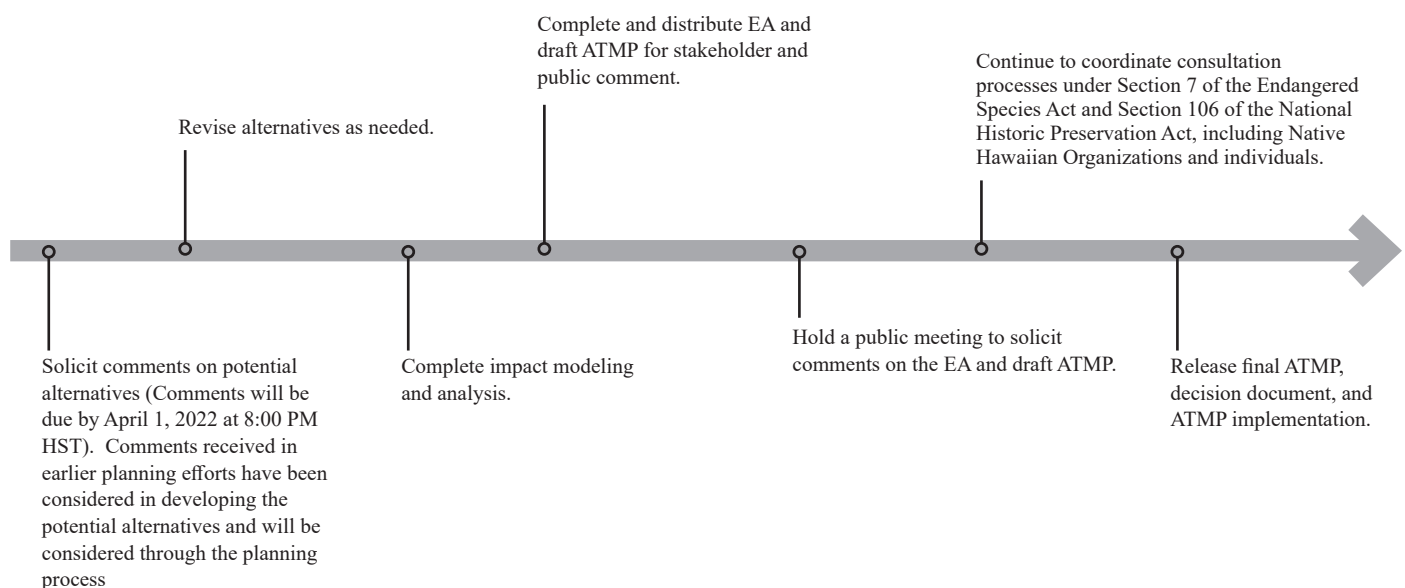 Complete and distribute EA and
draft ATMP for stakeholder and
public comment.
Continue to coordinate consultation
processes under Section 7 of the Endangered
Species Act and Section 106 of the National
Historic Preservation Act, including Native
Hawaiian Organizations and individuals.
Revise alternatives as needed.
Solicit comments on potential
alternatives (Comments will be
due by April 1, 2022 at 8:00 PM
HST).  Comments received in
earlier planning efforts have been
considered in developing the
potential alternatives and will be
considered through the planning
process
Complete impact modeling
and analysis.
Hold a public meeting to solicit
comments on the EA and draft ATMP.
Release final ATMP,
decision document, and
ATMP implementation.